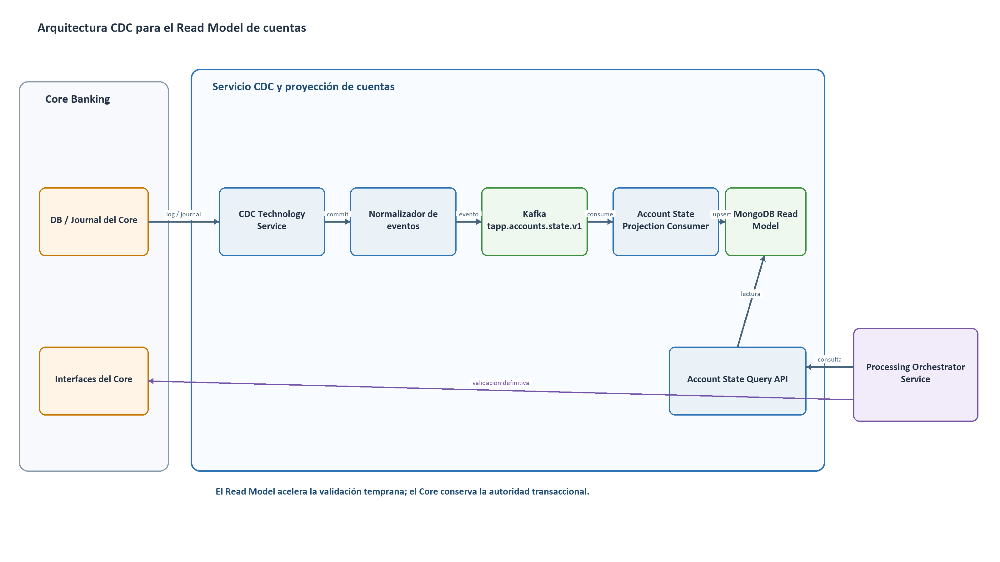 Arquitectura CDC para el Read Model de cuentas
Core Banking
Servicio CDC y proyección de cuentas
DB / Journal del Core
log / journal
CDC Technology
Service
commit
Normalizador de
eventos
evento
Kafka
tapp.accounts.state.v1
consume
Account State
Projection Consumer
upsert
MongoDB Read
Model
lectura
Interfaces del Core
validación definitiva
Account State Query API
consulta
Processing Orchestrator
Service
El Read Model acelera la validación temprana; el Core conserva la autoridad transaccional.